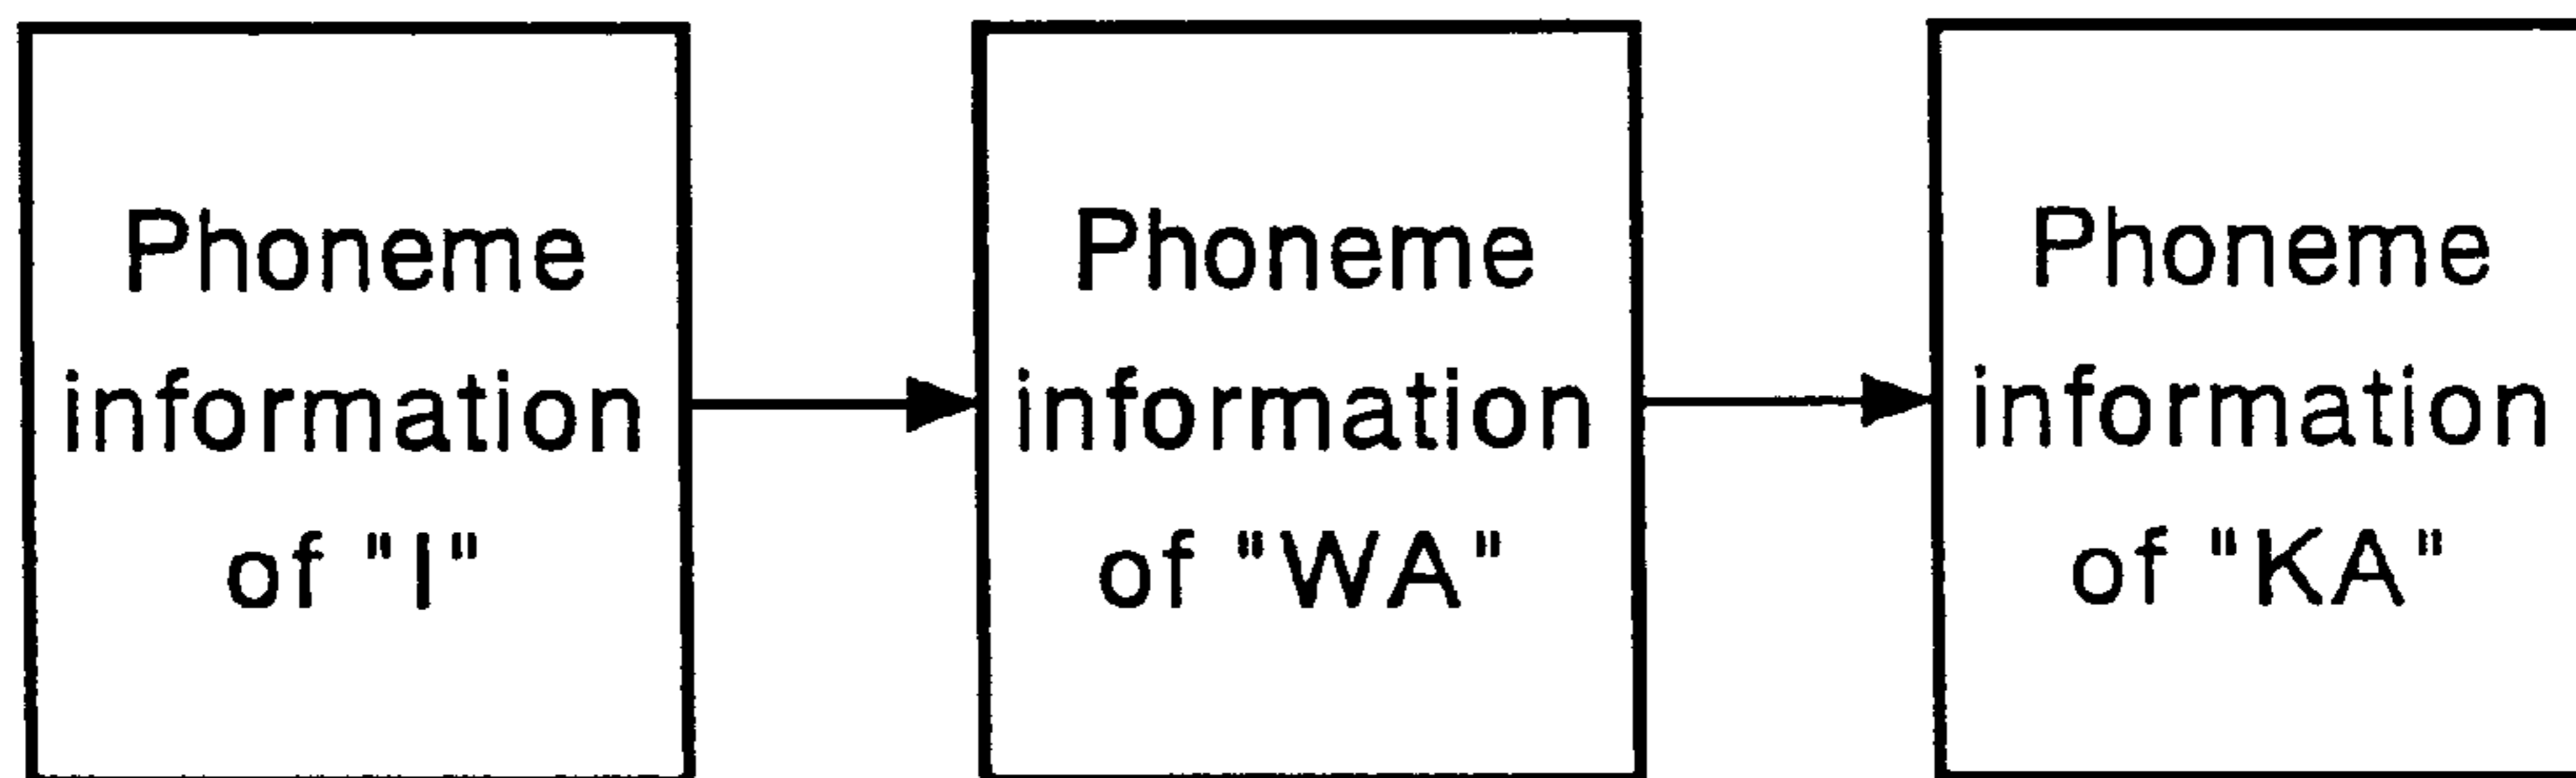 Phoneme
information
of "I"
Phoneme
information
of "WA"
Phoneme
information
of "KA"